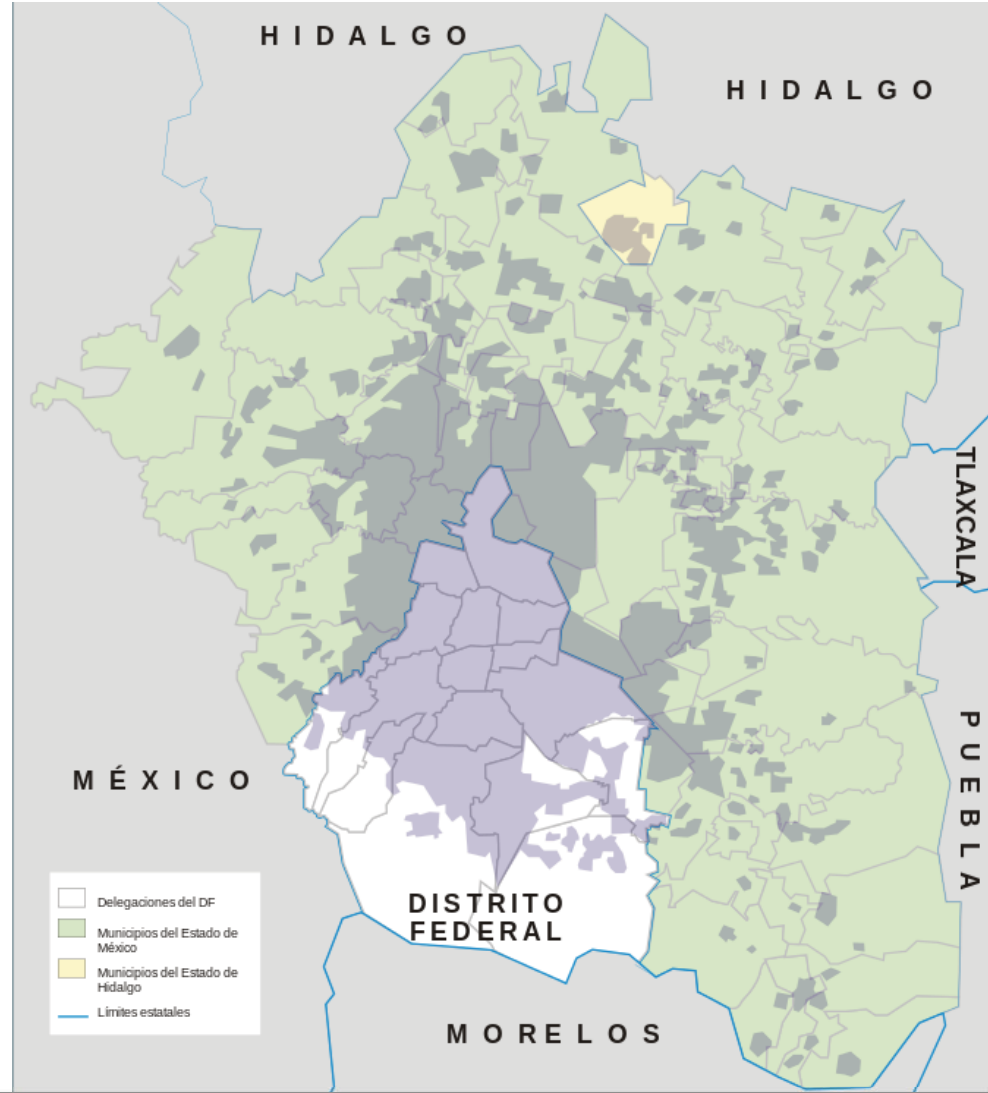 HIDALGO
HIDALGO
TLAXCALA
PUEBLA
MÉXICO
DISTRITO
FEDERAL
MORELOS
Delegaciones del DF
Municipios del Estado de
México
Municipios del Estado de
Hidalgo
Límites estatales